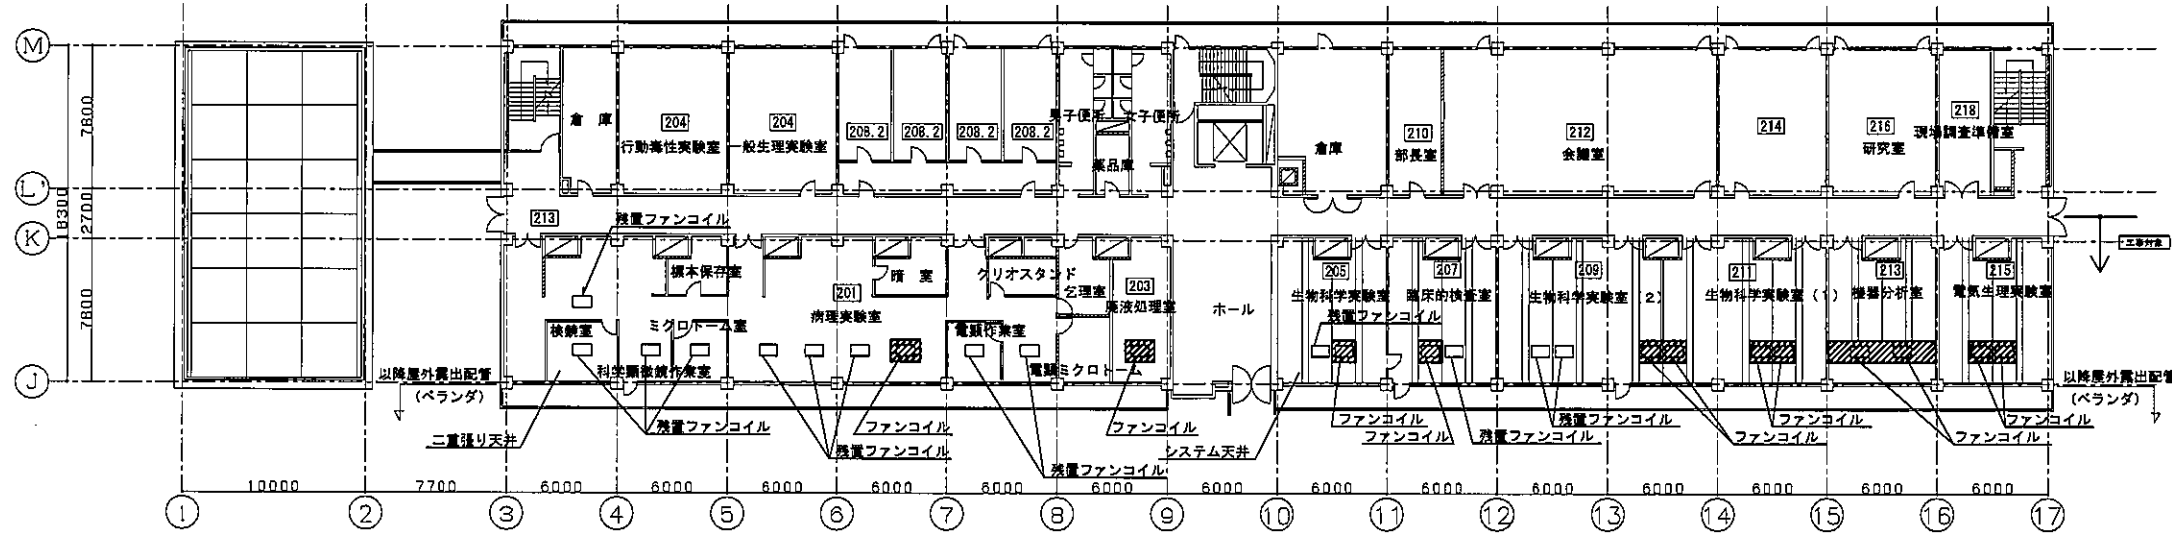 M
L'
K
J
7800
2700
18300
7800
倉　庫
204
行動毒性実験室
204
一般生理実験室
208.2
208.2
208.2
208.2
男子便所
女子便所
薬品庫
倉庫
210
部長室
212
会議室
214
216
研究室
218
現場調査準備室
213
残置ファンコイル
標本保存室
201
病理実験室
暗　室
クリオスタンド
乞理室
203
廃液処理室
ホール
205
生物科学実験室
207
臨床的検査室
209
生物科学実験室（2）
211
生物科学実験室（1）
213
機器分析室
215
電気生理実験室
工事対象
検鏡室
ミクロトーム室
科学顕微鏡作業室
電顕作業室
電顕ミクロトーム
残置ファンコイル
以降屋外露出配管
（ベランダ）
以降屋外露出配管
（ベランダ）
二重張り天井
残置ファンコイル
残置ファンコイル
ファンコイル
残置ファンコイル
ファンコイル
システム天井
ファンコイル
ファンコイル
残置ファンコイル
残置ファンコイル
ファンコイル
ファンコイル
ファンコイル
ファンコイル
10000
7700
6000
6000
6000
6000
6000
6000
6000
6000
6000
6000
6000
6000
6000
6000
1
2
3
4
5
6
7
8
9
10
11
12
13
14
15
16
17